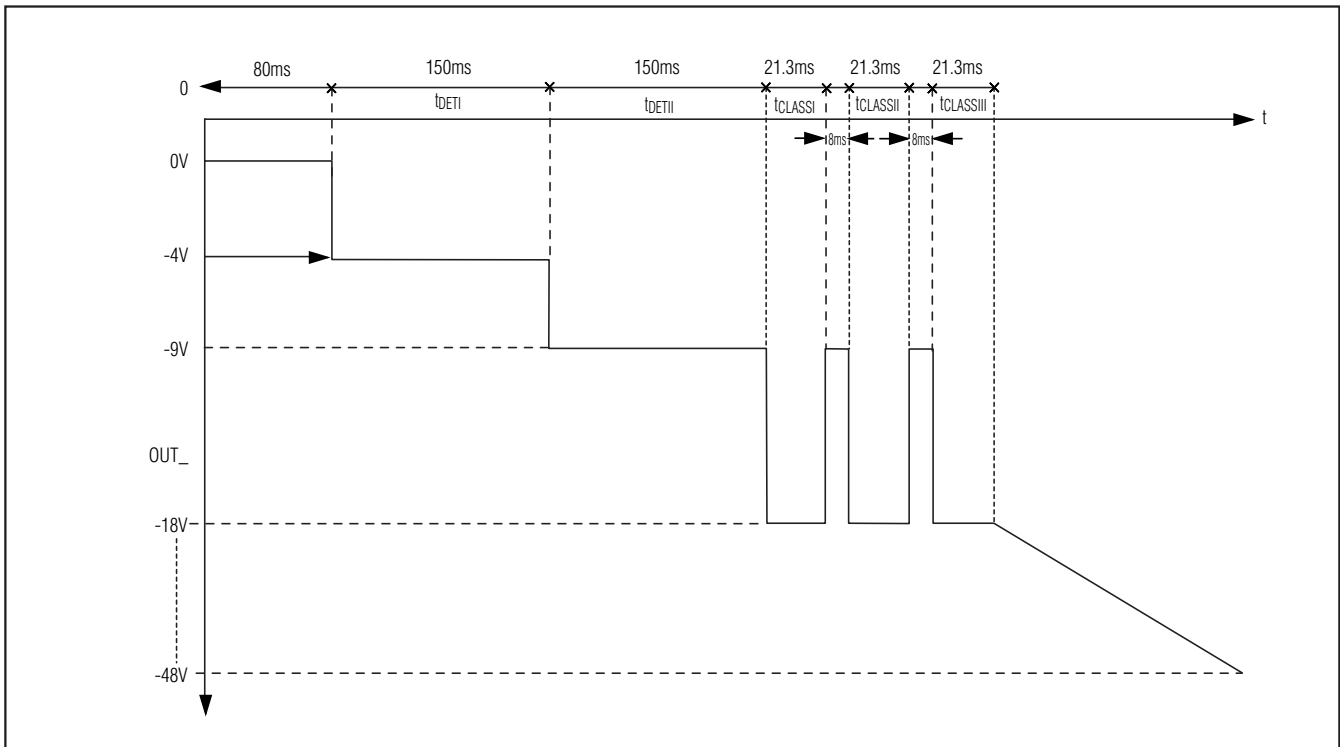 80ms 150ms 150ms 21.3ms 21.3ms 21.3ms
0
tDETI tDETII tCLASSI tCLASSII tCLASSIII
t
8ms 8ms
0V
-4V
-9V
OUT_
-18V
-48V